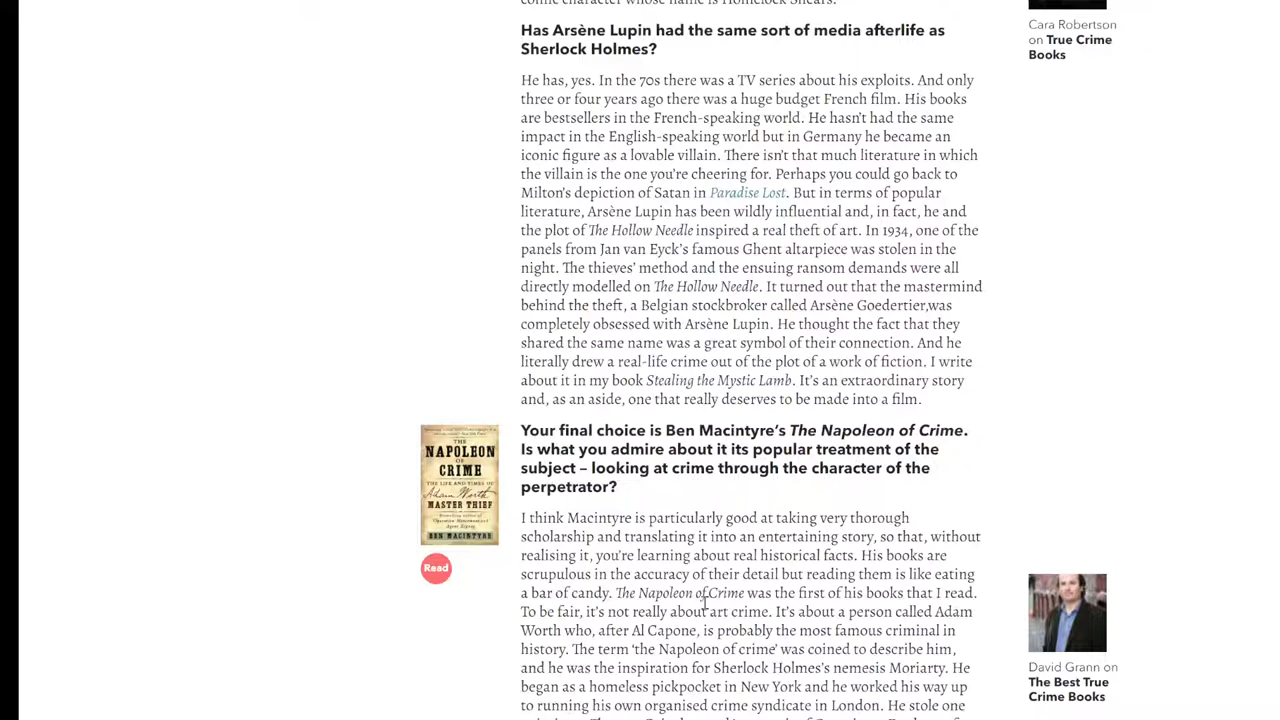 Has Arsène Lupin had the same sort of media afterlife as
Sherlock Holmes?
He has, yes. In the 70s there was a TV series about his exploits. And only
three or four years ago there was a huge budget French film. His books
are bestsellers in the French-speaking world. He hasn't had the same
impact in the English-speaking world but in Germany he became an
iconic figure as a lovable villain. There isn't that much literature in which
the villain is the one you're cheering for. Perhaps you could go back to
Milton's depiction of Satan in Paradise Lost. But in terms of popular
literature, Arsène Lupin has been wildly influential and, in fact, he and
the plot of The Hollow Needle inspired a real theft of art. In 1934, one of the
panels from Jan van Eyck's famous Ghent altarpiece was stolen in the
night. The thieves' method and the ensuing ransom demands were all
directly modelled on The Hollow Needle. It turned out that the mastermind
behind the theft, a Belgian stockbroker called Arsène Goedertier,was
completely obsessed with Arsène Lupin. He thought the fact that they
shared the same name was a great symbol of their connection. And he
literally drew a real-life crime out of the plot of a work of fiction. I write
about it in my book Stealing the Mystic Lamb. It's an extraordinary story
and, as an aside, one that really deserves to be made into a film.
Your final choice is Ben Macintyre's The Napoleon of Crime.
Is what you admire about it its popular treatment of the
subject – looking at crime through the character of the
perpetrator?
I think Macintyre is particularly good at taking very thorough
scholarship and translating it into an entertaining story, so that, without
realising it, you're learning about real historical facts. His books are
scrupulous in the accuracy of their detail but reading them is like eating
a bar of candy. The Napoleon of Crime was the first of his books that I read.
To be fair, it's not really about art crime. It's about a person called Adam
Worth who, after Al Capone, is probably the most famous criminal in
history. The term 'the Napoleon of crime' was coined to describe him,
and he was the inspiration for Sherlock Holmes's nemesis Moriarty. He
began as a homeless pickpocket in New York and he worked his way up
to running his own organised crime syndicate in London. He stole one
THE
NAPOLEON
OF
CRIME
THE LIFE AND TIMES OF
Adam Worth
MASTER THIEF
BEN MACINTYRE
Read
Cara Robertson
on True Crime
Books
David Grann on
The Best True
Crime Books